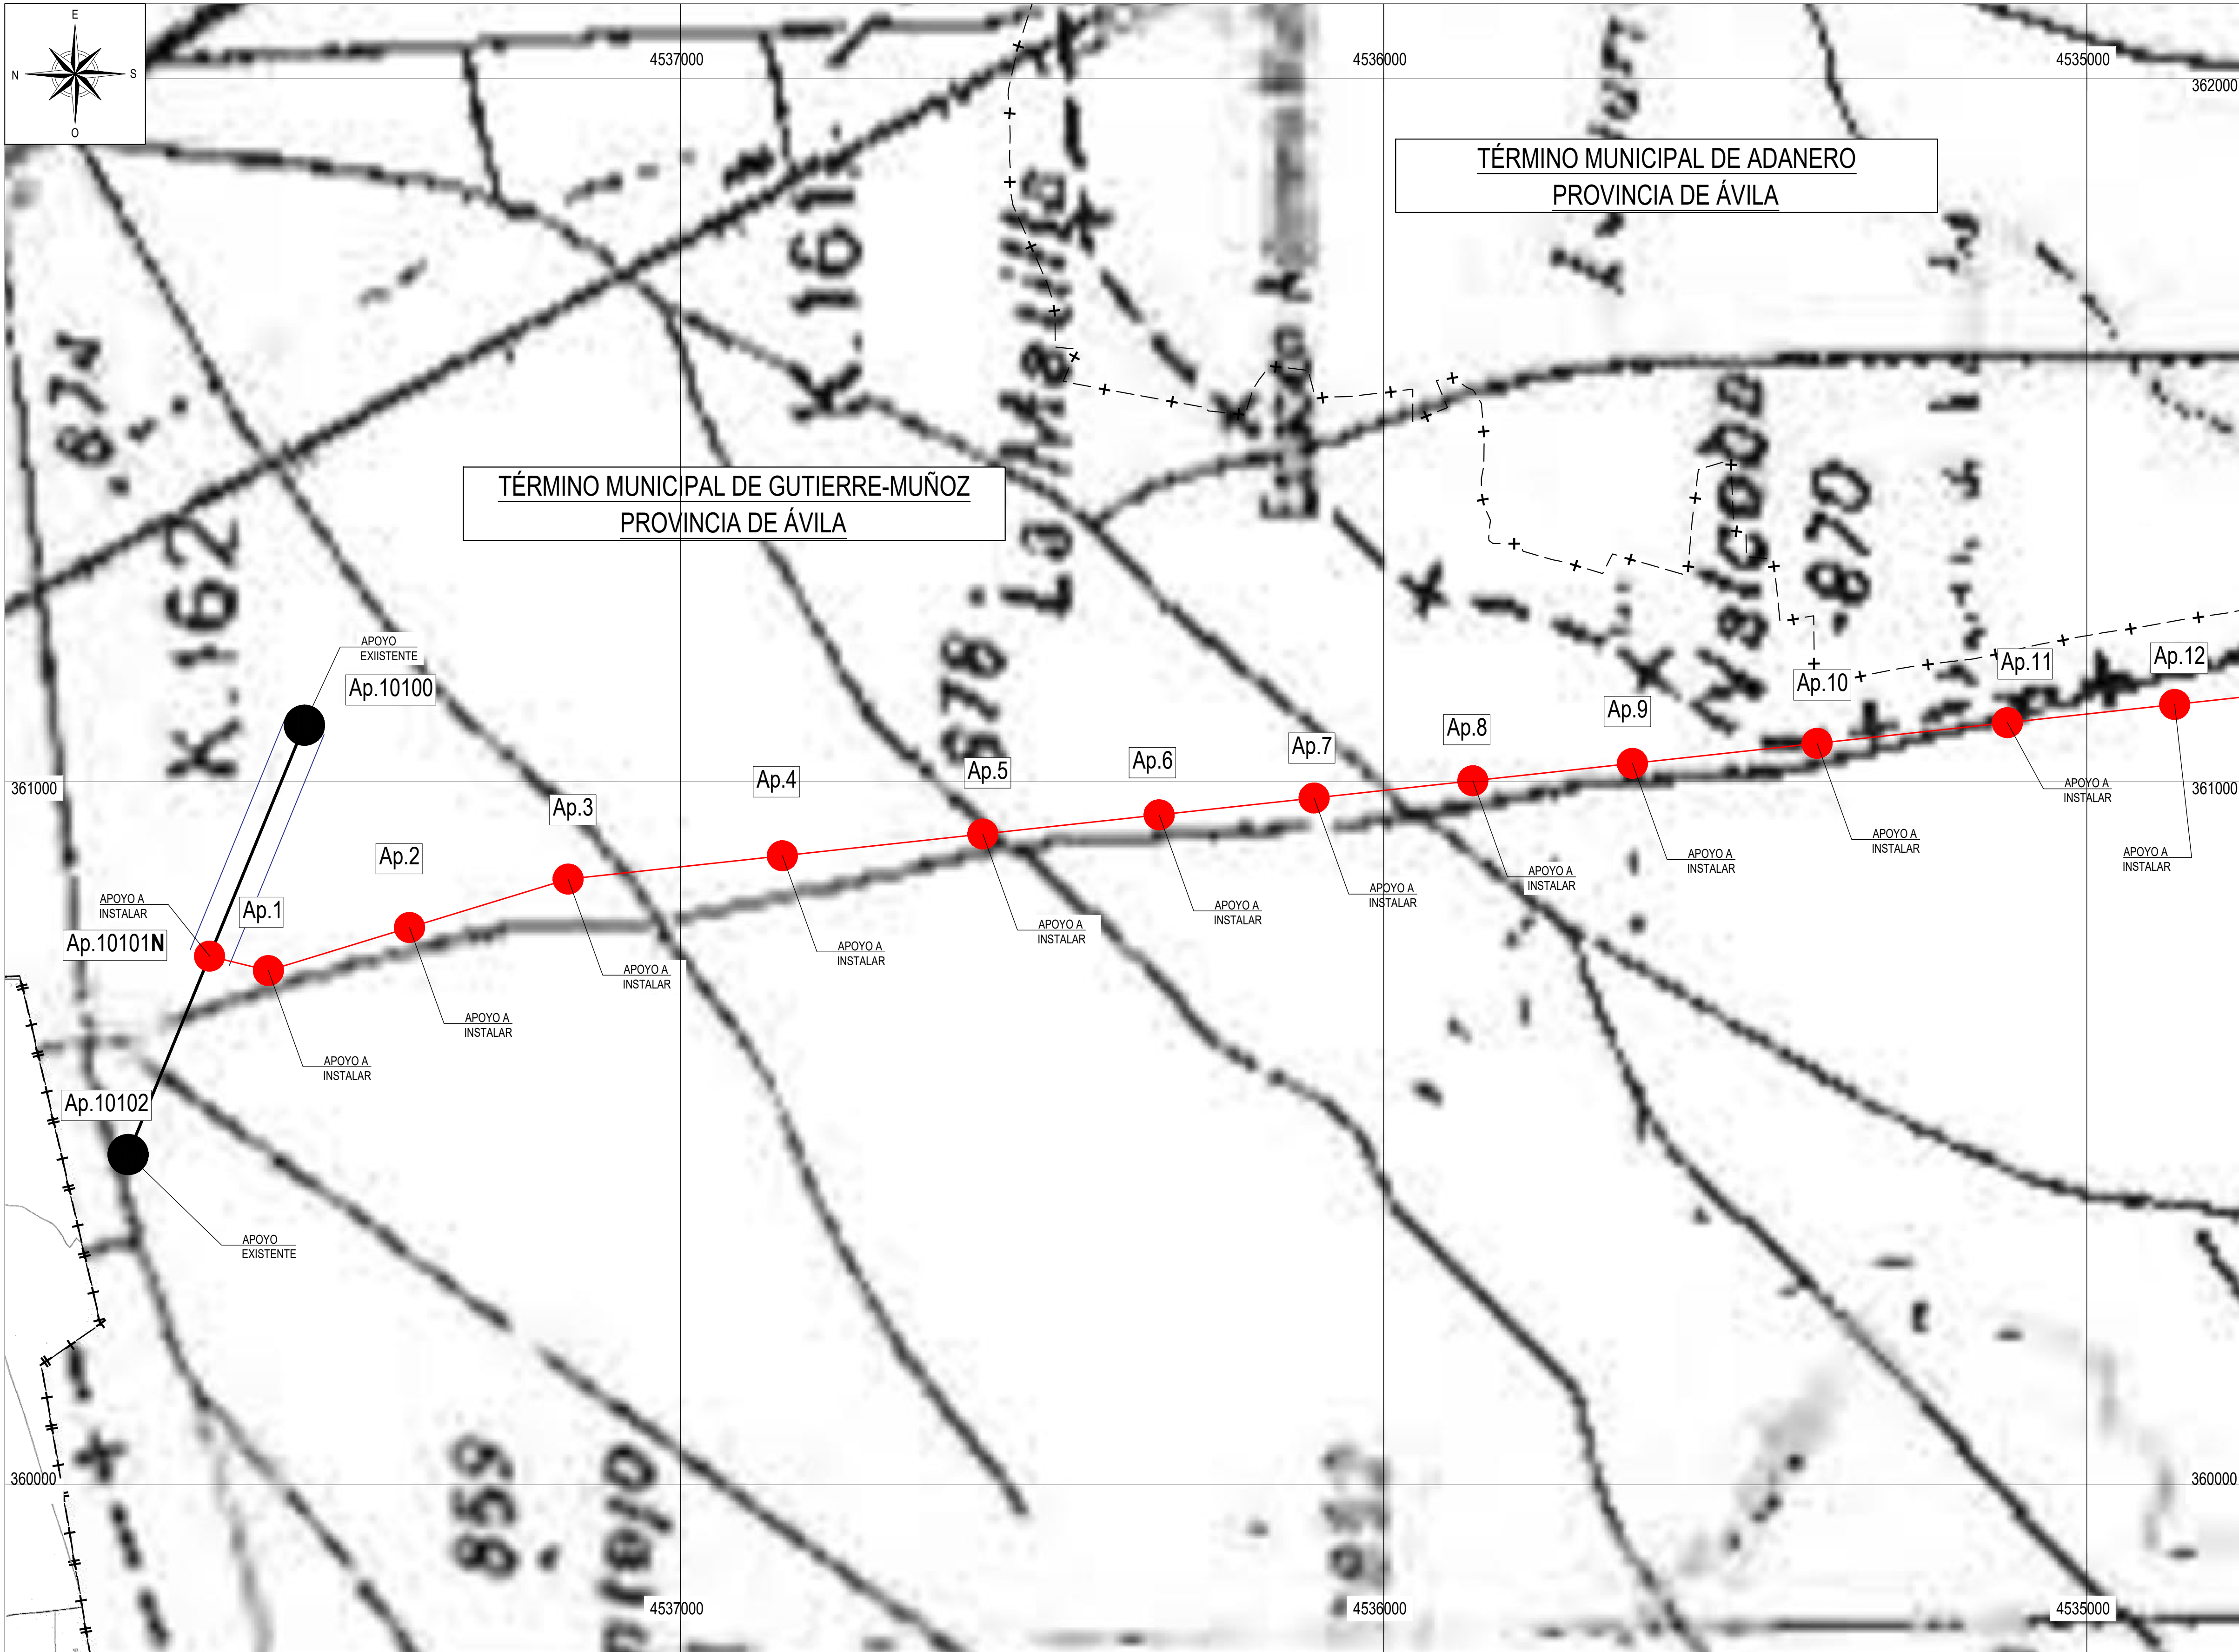 E
N
S
O
4537000
4536000
4535000
362000
TÉRMINO MUNICIPAL DE ADANERO
PROVINCIA DE ÁVILA
K.161
La Matilla
874
TÉRMINO MUNICIPAL DE GUTIERRE-MUÑOZ
PROVINCIA DE ÁVILA
K.162
878
870
APOYO
EXIISTENTE
Ap.10100
Ap.12
Ap.11
Ap.10
Ap.9
Ap.8
Ap.7
Ap.6
Ap.5
Ap.4
Ap.3
361000
361000
APOYO A
INSTALAR
APOYO A
INSTALAR
APOYO A
INSTALAR
APOYO A
INSTALAR
APOYO A
INSTALAR
APOYO A
INSTALAR
Ap.2
Ap.1
APOYO A
INSTALAR
Ap.10101N
APOYO A
INSTALAR
APOYO A
INSTALAR
APOYO A
INSTALAR
APOYO A
INSTALAR
APOYO A
INSTALAR
APOYO A
INSTALAR
Ap.10102
APOYO
EXISTENTE
360000
360000
859
4537000
4536000
4535000